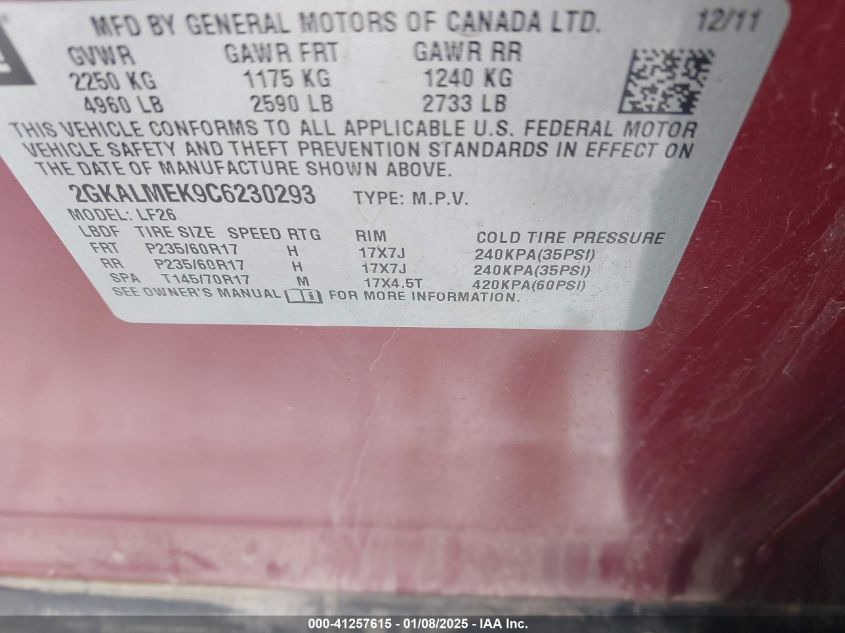 MFD BY GENERAL MOTORS OF CANADA LTD. 12/11
GVWR GAWR FRT GAWR RR
2250 KG 1175 KG 1240 KG
4960 LB 2590 LB 2733 LB
THIS VEHICLE CONFORMS TO ALL APPLICABLE U.S. FEDERAL MOTOR
VEHICLE SAFETY AND THEFT PREVENTION STANDARDS IN EFFECT ON
THE DATE OF MANUFACTURE SHOWN ABOVE.
2GKALMEK9C6230293 TYPE: M.P.V.
MODEL: LF26
LBDF TIRE SIZE SPEED RTG RIM COLD TIRE PRESSURE
FRT P235/60R17 H 17X7J 240KPA(35PSI)
RR P235/60R17 H 17X7J 240KPA(35PSI)
SPA T145/70R17 M 17X4.5T 420KPA(60PSI)
SEE OWNER'S MANUAL FOR MORE INFORMATION.
000-41257615 - 01/08/2025 - © IAA Inc.